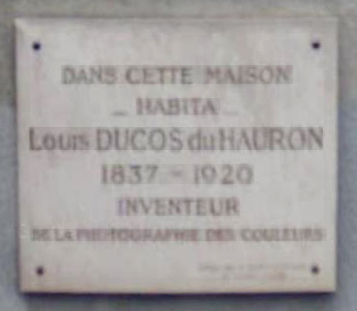 DANS CETTE MAISON
_ HABITA _
Louis DUCOS du HAURON
1837 - 1920
INVENTEUR
DE LA PHOTOGRAPHIE DES COULEURS